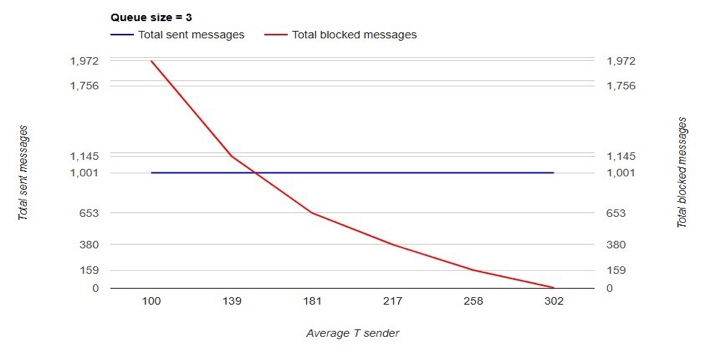 Queue size = 3
Total sent messages Total blocked messages
1,972 1,972
1,756 1,756
1,145 1,145
1,001 1,001
653 653
380 380
159 159
0 0
Total sent messages
Total blocked messages
100 139 181 217 258 302
Average T sender